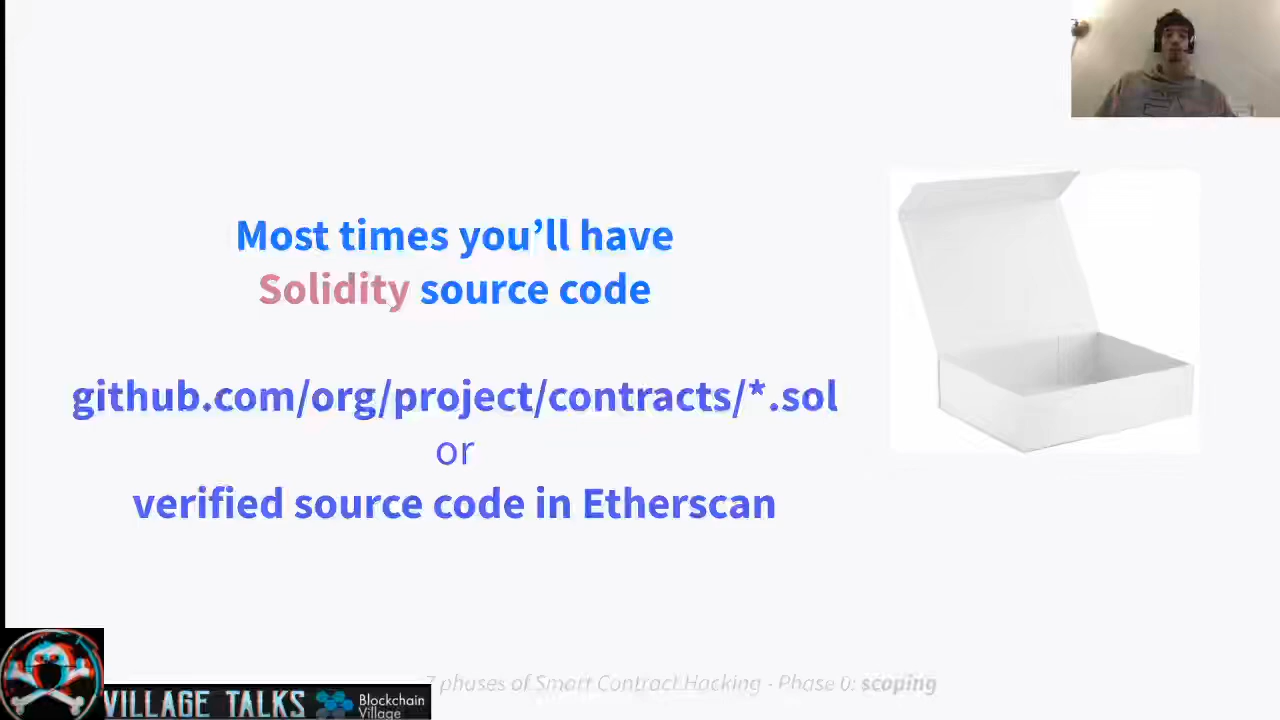 Most times you’ll have
Solidity source code
github.com/org/project/contracts/*.sol
or
verified source code in Etherscan
7 phases of Smart Contract Hacking - Phase 0: scoping
VILLAGE TALKS
Blockchain
Village